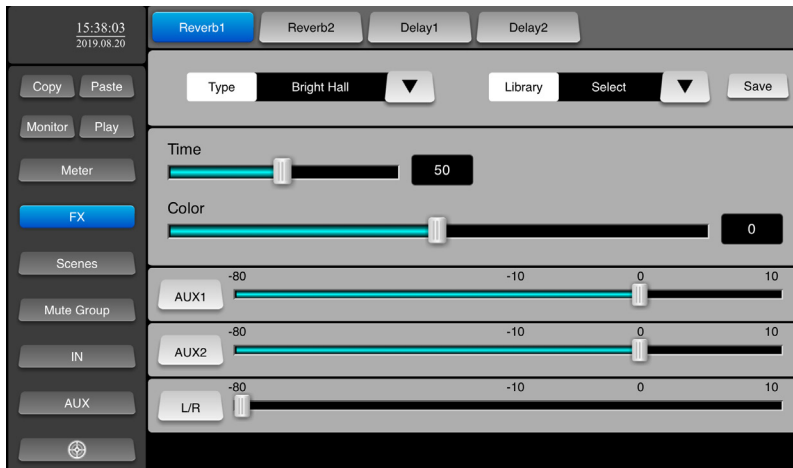 15:38:03
2019.08.20
Reverb1 Reverb2 Delay1 Delay2
Copy Paste
Monitor Play
Meter
FX
Scenes
Mute Group
IN
AUX
Type Bright Hall Library Select Save
Time
50
Color
0
-80 -10 0 10
AUX1
-80 -10 0 10
AUX2
-80 -10 0 10
L/R